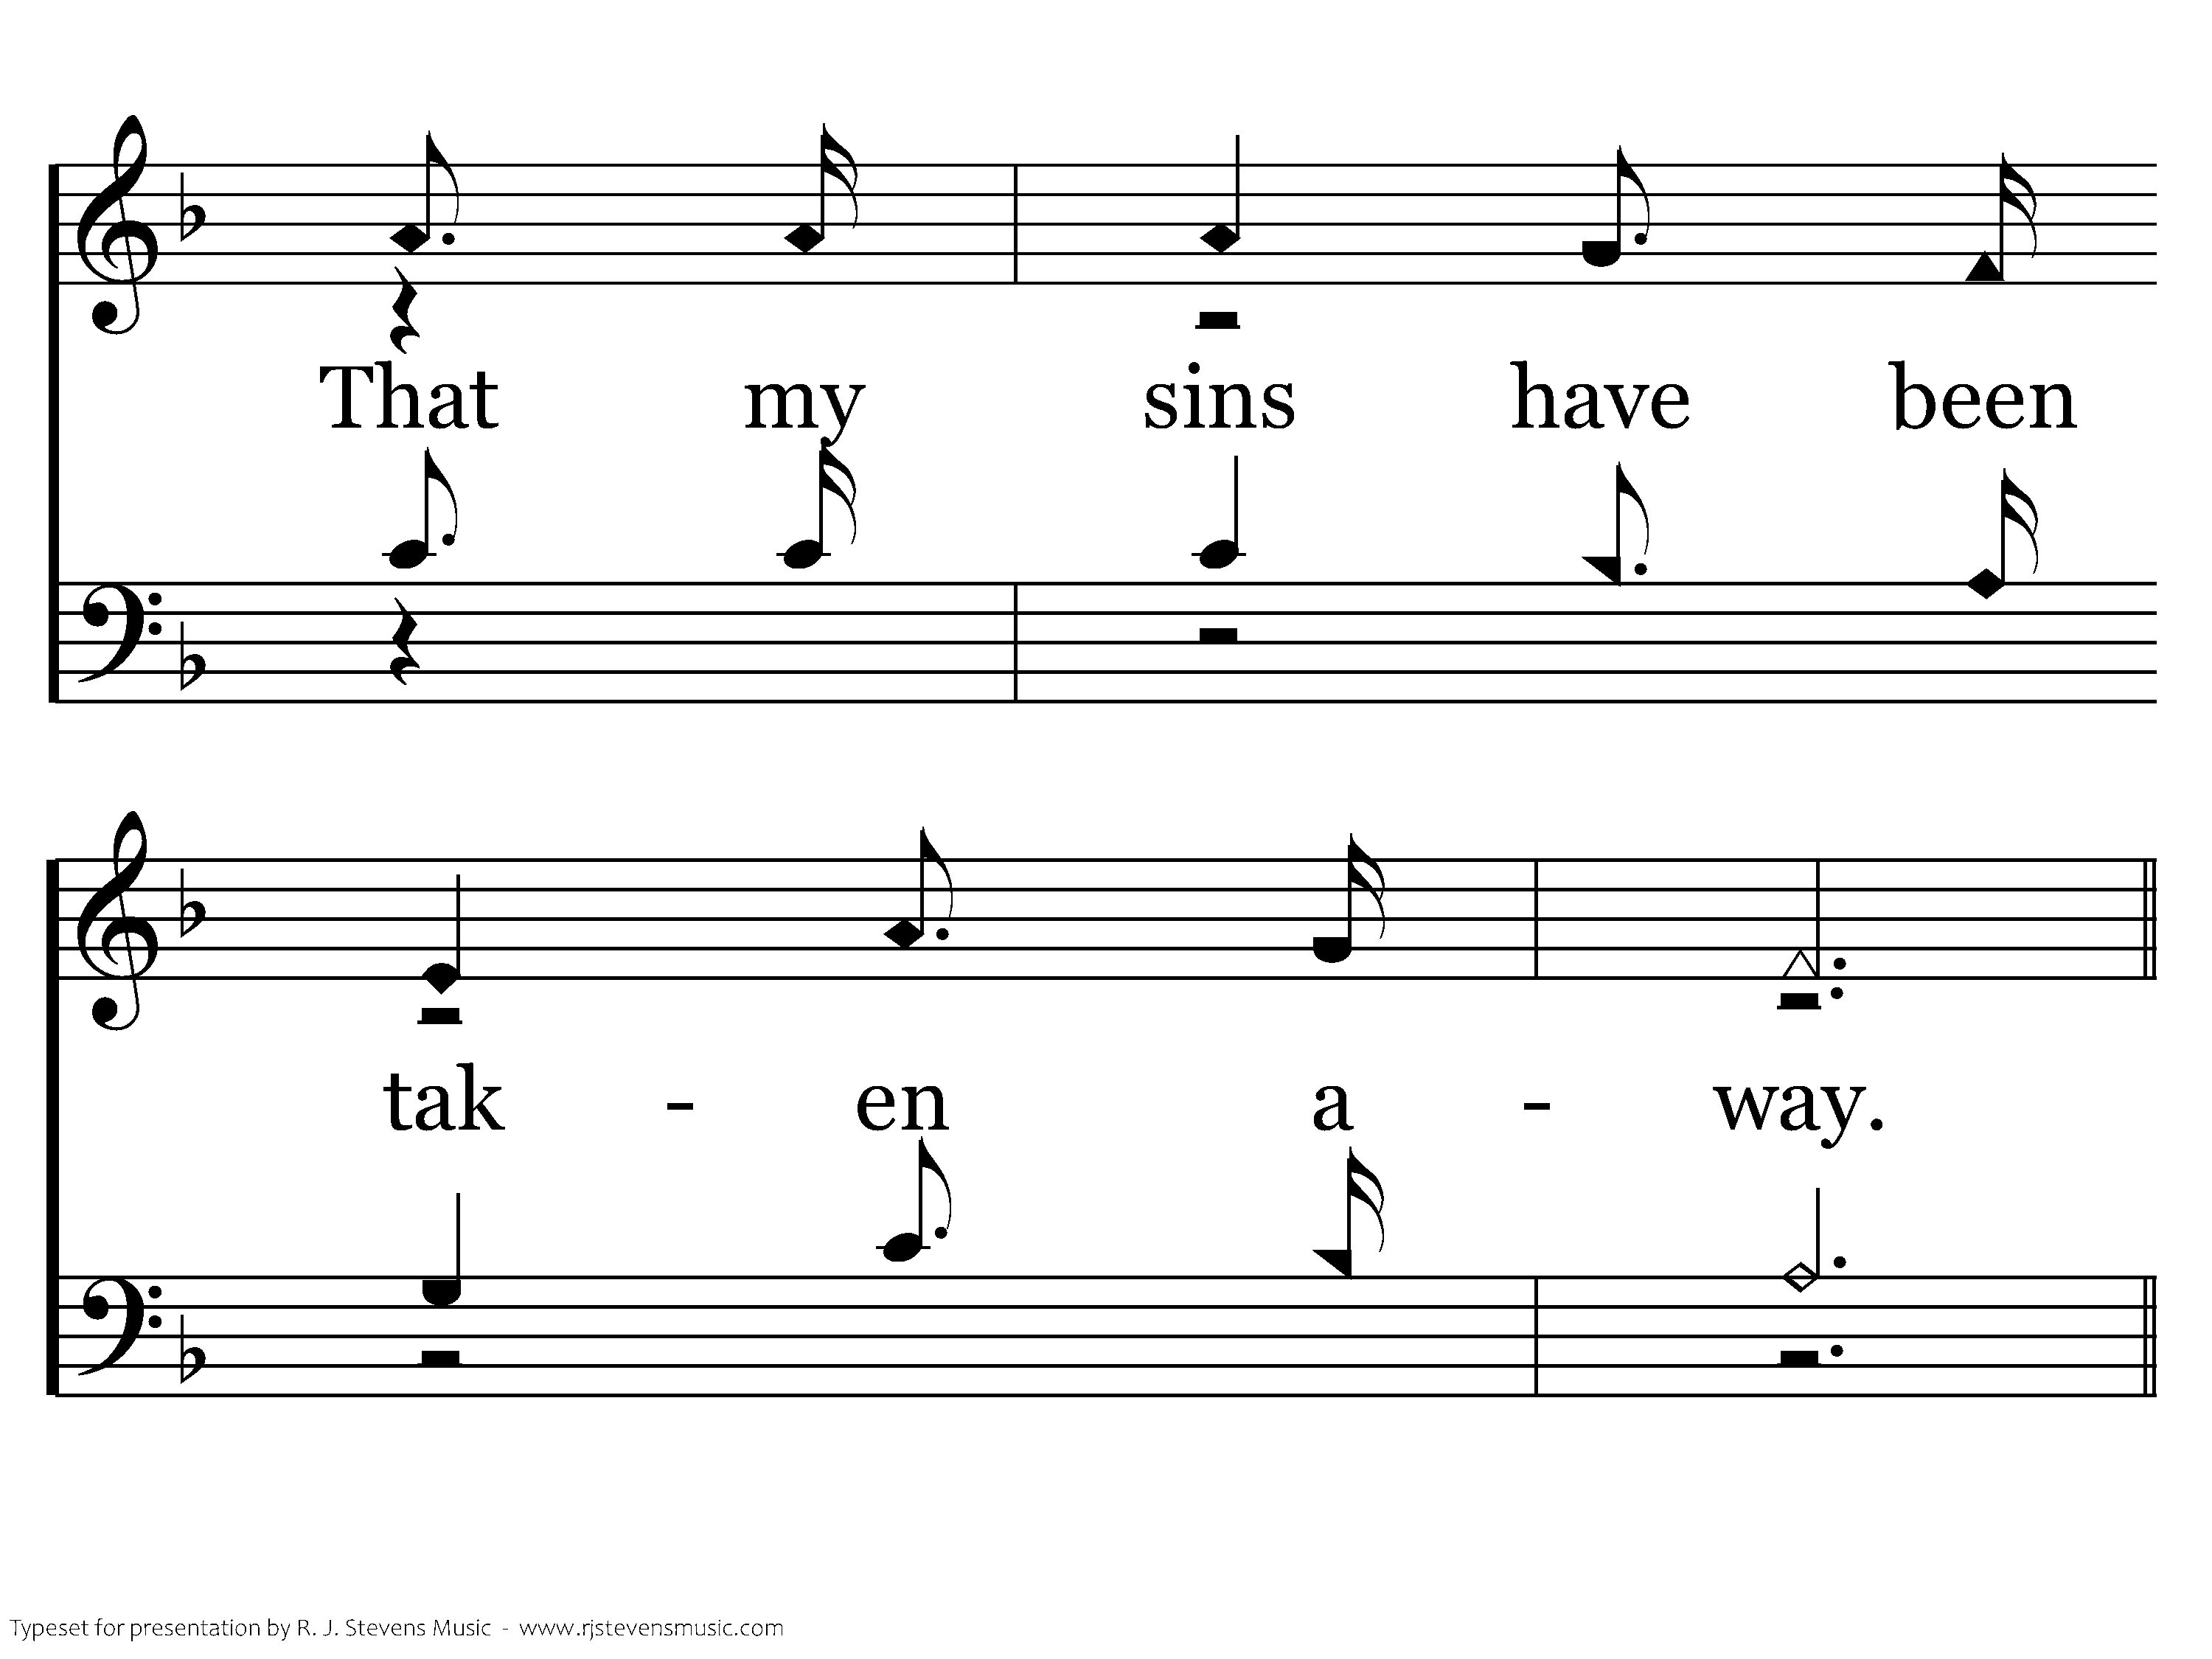 That my sins have been
tak - en a - way.
Typeset for presentation by R. J. Stevens Music - www.rjstevensmusic.com